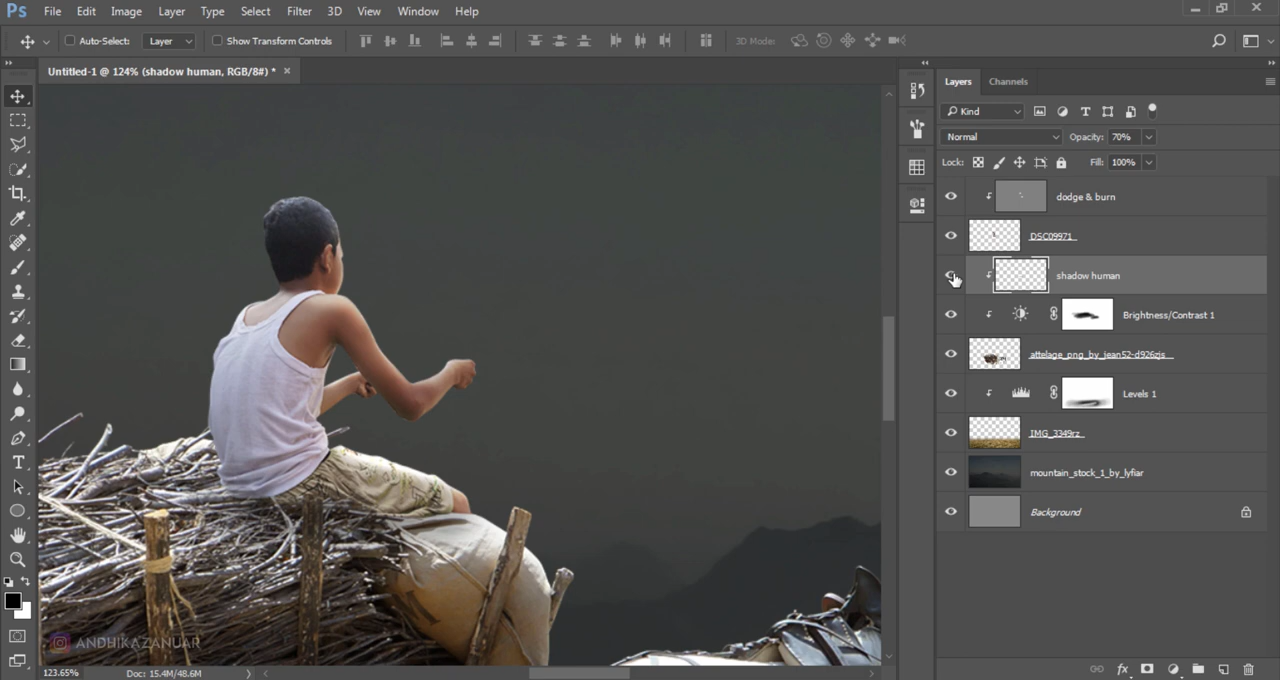 Ps File Edit Image Layer Type Select Filter 3D View Window Help
Auto-Select: Layer Show Transform Controls 3D Mode:
Untitled-1 @ 124% (shadow human, RGB/8#) * ×
Layers Channels
Kind
Normal Opacity: 70%
Lock: Fill: 100%
dodge & burn
DSC09971
shadow human
Brightness/Contrast 1
attelage_png_by_jean52-d926zjs
Levels 1
IMG_3349rz
mountain_stock_1_by_lyfiar
Background
ANDHIKAZANUAR
123.65% Doc: 15.4M/48.6M